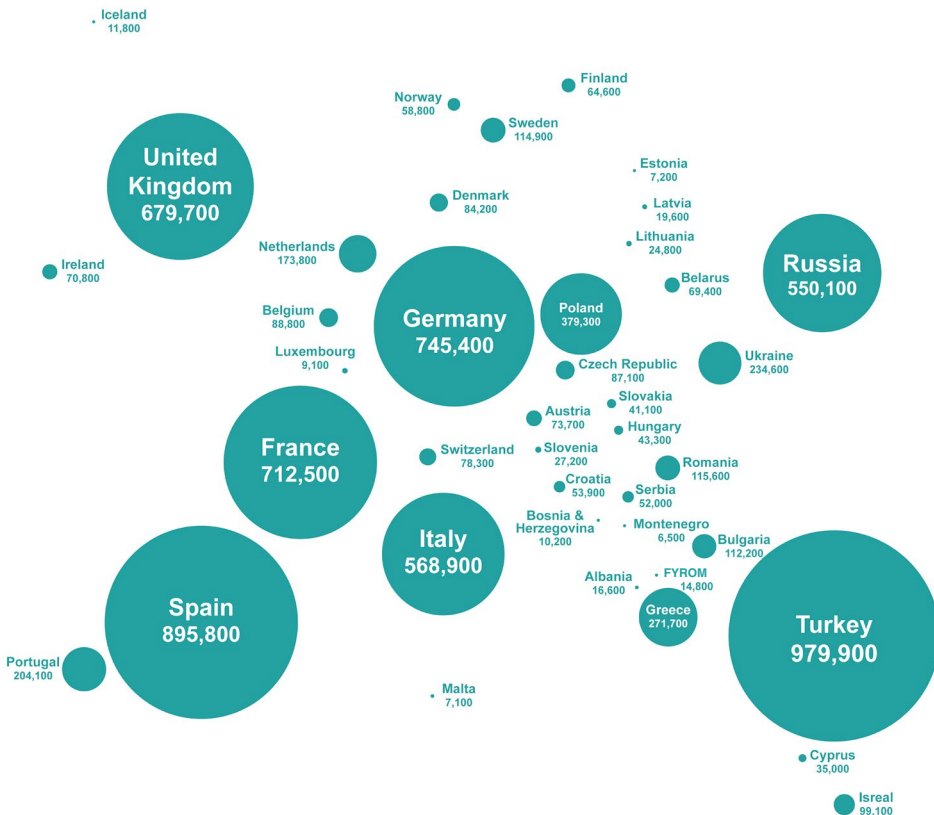 Iceland
11,800
Finland
64,600
Norway
58,800
Sweden
114,900
United
Kingdom
679,700
Estonia
7,200
Denmark
84,200
Latvia
19,600
Netherlands
173,800
Lithuania
24,800
Ireland
70,800
Belarus
69,400
Russia
550,100
Belgium
88,800
Germany
745,400
Poland
379,300
Luxembourg
9,100
Czech Republic
87,100
Ukraine
234,600
Slovakia
41,100
Austria
73,700
Hungary
43,300
France
712,500
Switzerland
78,300
Slovenia
27,200
Romania
115,600
Croatia
53,900
Serbia
52,000
Bosnia &
Herzegovina
10,200
Montenegro
6,500
Bulgaria
112,200
Italy
568,900
Albania
16,600
FYROM
14,800
Spain
895,800
Greece
271,700
Turkey
979,900
Portugal
204,100
Malta
7,100
Cyprus
35,000
Isreal
99,100